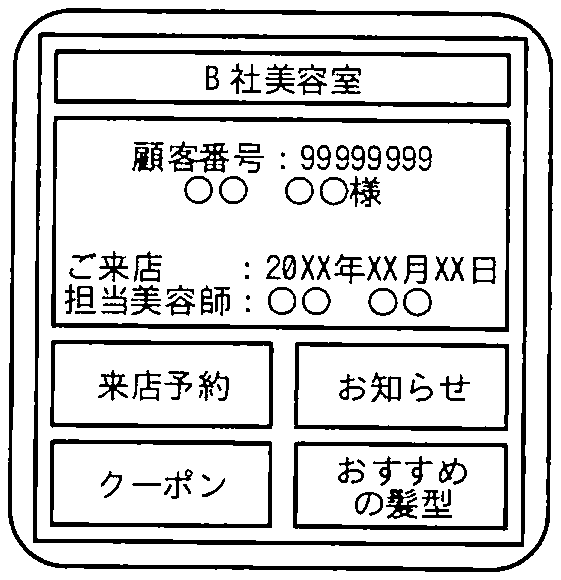 B社美容室
顧客番号：99999999
○○　○○様
ご来店　　：20XX年XX月XX日
担当美容師：○○　○○
来店予約
お知らせ
クーポン
おすすめ
の髪型